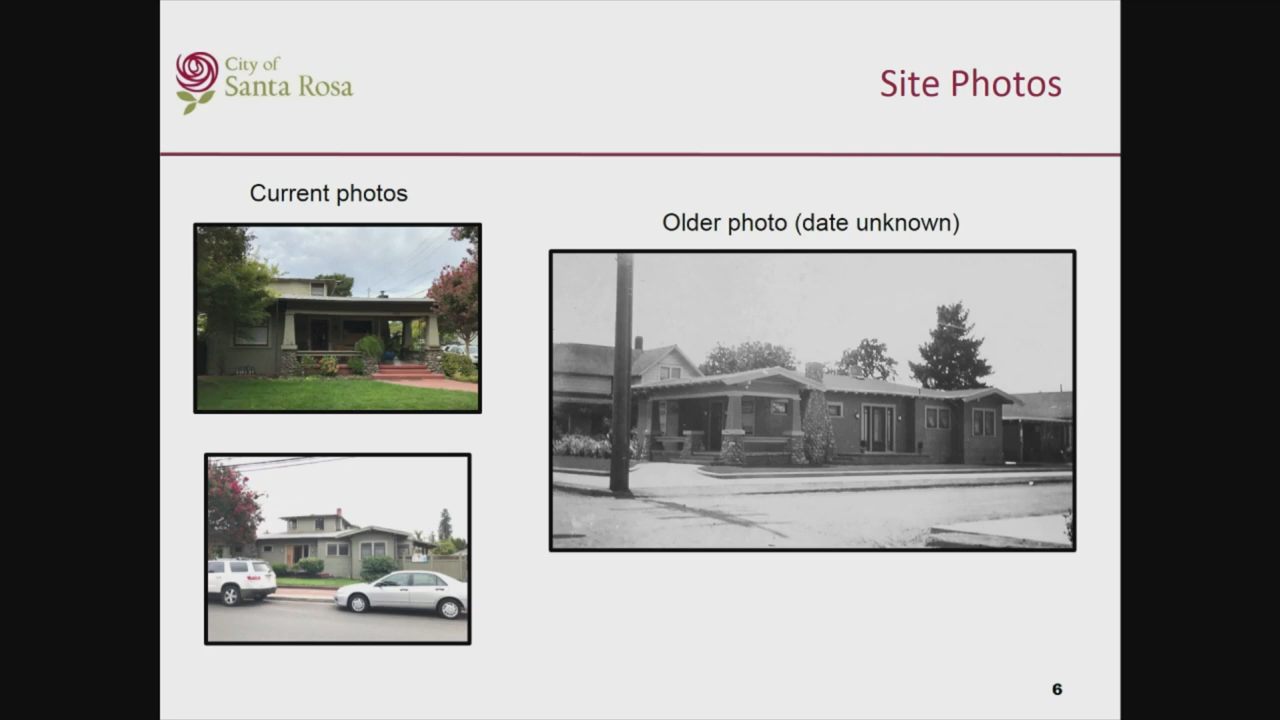 City of
Santa Rosa
Site Photos
Current photos
Older photo (date unknown)
6